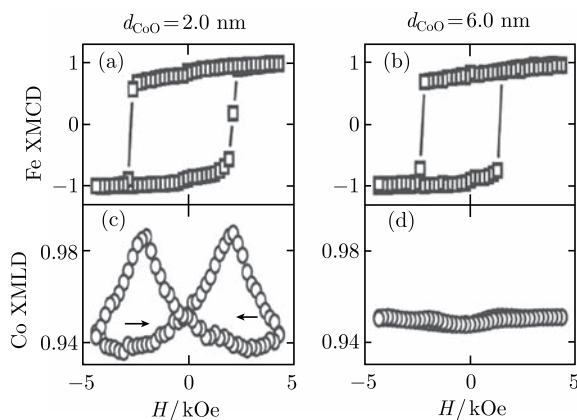 d_CoO = 2.0 nm
d_CoO = 6.0 nm
(a)
(b)
Fe XMCD
1
0
−1
1
0
−1
(c)
(d)
Co XMLD
0.98
0.94
0.98
0.94
−5
0
5
−5
0
5
H/kOe
H/kOe